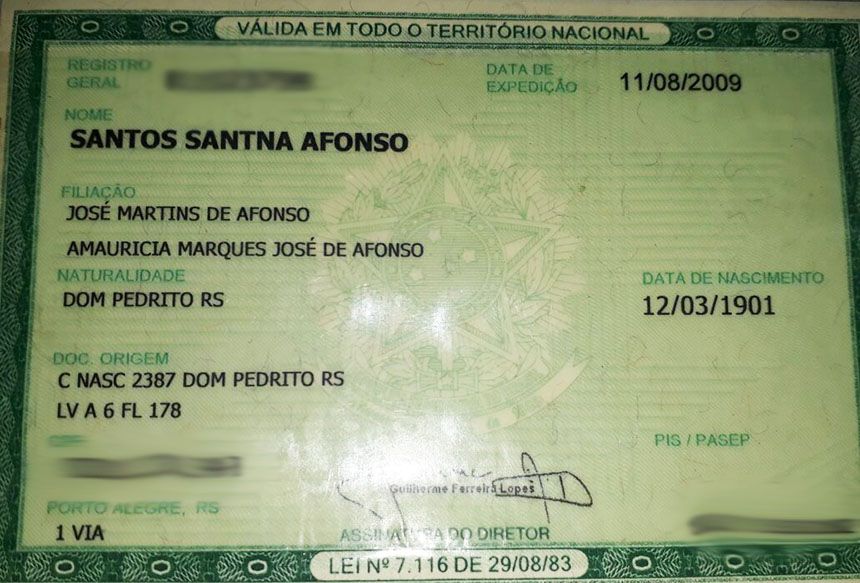 VÁLIDA EM TODO O TERRITÓRIO NACIONAL
REGISTRO GERAL
DATA DE EXPEDIÇÃO 11/08/2009
NOME
SANTOS SANTNA AFONSO
FILIAÇÃO
JOSÉ MARTINS DE AFONSO
AMAURICIA MARQUES JOSÉ DE AFONSO
NATURALIDADE
DOM PEDRITO RS
DATA DE NASCIMENTO
12/03/1901
DOC. ORIGEM
C NASC 2387 DOM PEDRITO RS
LV A 6 FL 178
CPF
PIS / PASEP
Guilherme Ferreira Lopes
PORTO ALEGRE, RS
1 VIA
ASSINATURA DO DIRETOR
LEI Nº 7.116 DE 29/08/83